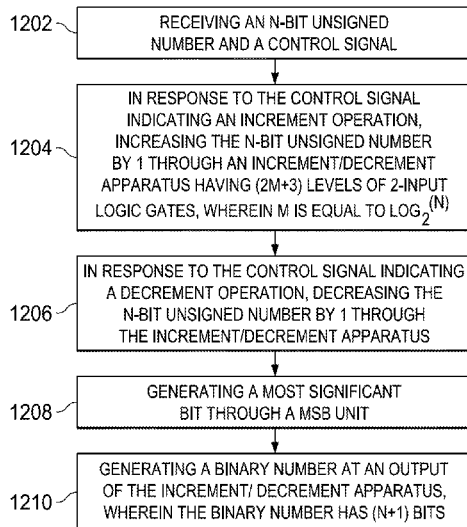 1202
RECEIVING AN N-BIT UNSIGNED
NUMBER AND A CONTROL SIGNAL
1204
IN RESPONSE TO THE CONTROL SIGNAL
INDICATING AN INCREMENT OPERATION,
INCREASING THE N-BIT UNSIGNED NUMBER
BY 1 THROUGH AN INCREMENT/DECREMENT
APPARATUS HAVING (2M+3) LEVELS OF 2-INPUT
LOGIC GATES, WHEREIN M IS EQUAL TO LOG₂⁽ᴺ⁾
1206
IN RESPONSE TO THE CONTROL SIGNAL INDICATING
A DECREMENT OPERATION, DECREASING THE
N-BIT UNSIGNED NUMBER BY 1 THROUGH
THE INCREMENT/DECREMENT APPARATUS
1208
GENERATING A MOST SIGNIFICANT
BIT THROUGH A MSB UNIT
1210
GENERATING A BINARY NUMBER AT AN OUTPUT
OF THE INCREMENT/ DECREMENT APPARATUS,
WHEREIN THE BINARY NUMBER HAS (N+1) BITS